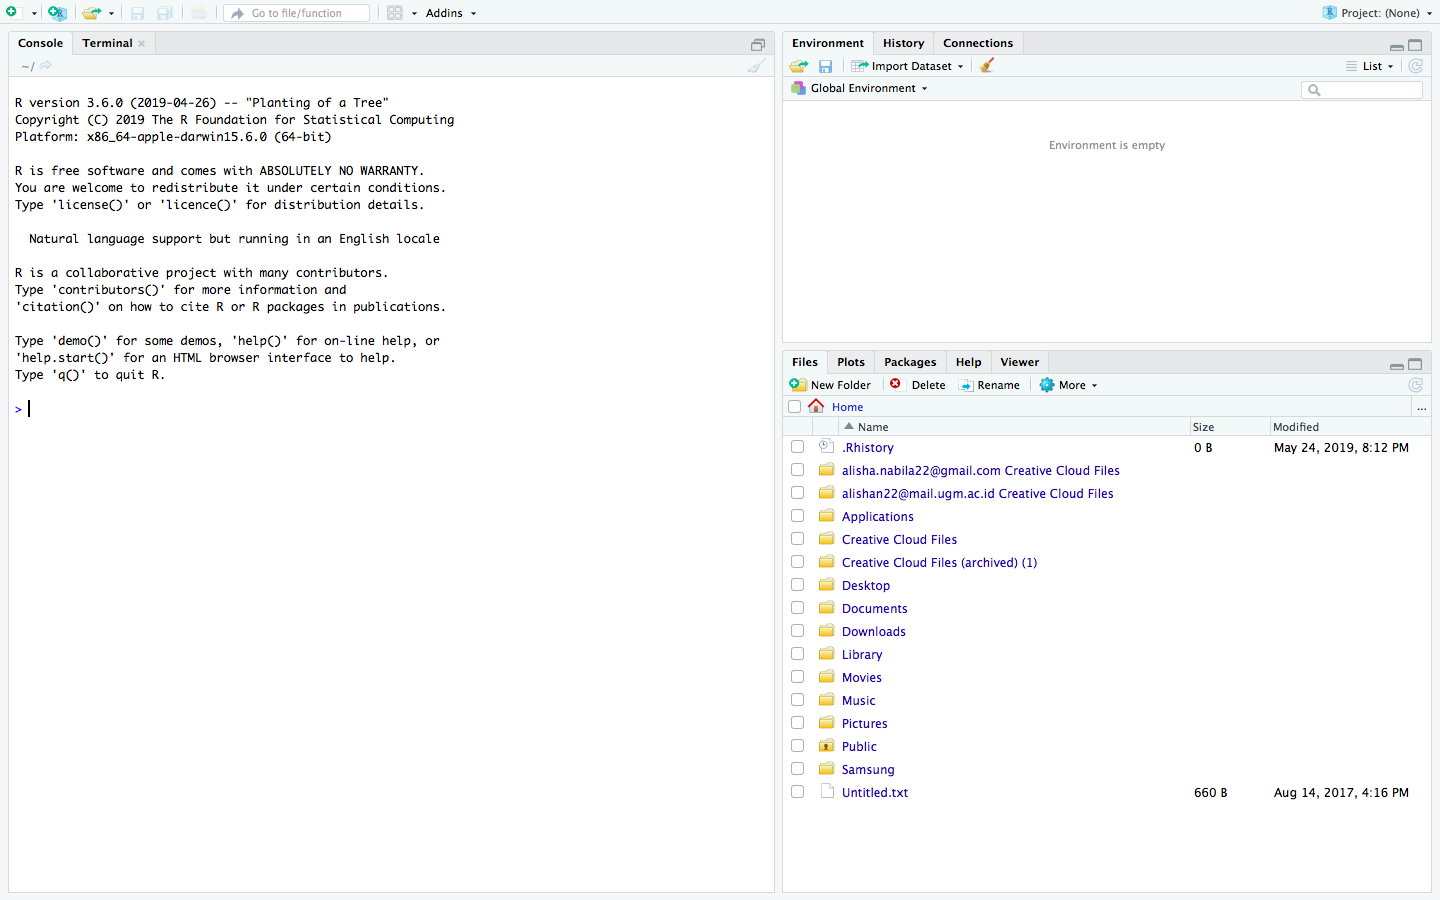 Go to file/function
Addins
Project: (None)
Console
Terminal
~/
R version 3.6.0 (2019-04-26) -- "Planting of a Tree"
Copyright (C) 2019 The R Foundation for Statistical Computing
Platform: x86_64-apple-darwin15.6.0 (64-bit)
R is free software and comes with ABSOLUTELY NO WARRANTY.
You are welcome to redistribute it under certain conditions.
Type 'license()' or 'licence()' for distribution details.
Natural language support but running in an English locale
R is a collaborative project with many contributors.
Type 'contributors()' for more information and
'citation()' on how to cite R or R packages in publications.
Type 'demo()' for some demos, 'help()' for on-line help, or
'help.start()' for an HTML browser interface to help.
Type 'q()' to quit R.
>
Environment History Connections
Import Dataset
List
Global Environment
Environment is empty
Files Plots Packages Help Viewer
New Folder Delete Rename More
Home ...
Name Size Modified
.Rhistory 0 B May 24, 2019, 8:12 PM
alisha.nabila22@gmail.com Creative Cloud Files
alishan22@mail.ugm.ac.id Creative Cloud Files
Applications
Creative Cloud Files
Creative Cloud Files (archived) (1)
Desktop
Documents
Downloads
Library
Movies
Music
Pictures
Public
Samsung
Untitled.txt 660 B Aug 14, 2017, 4:16 PM